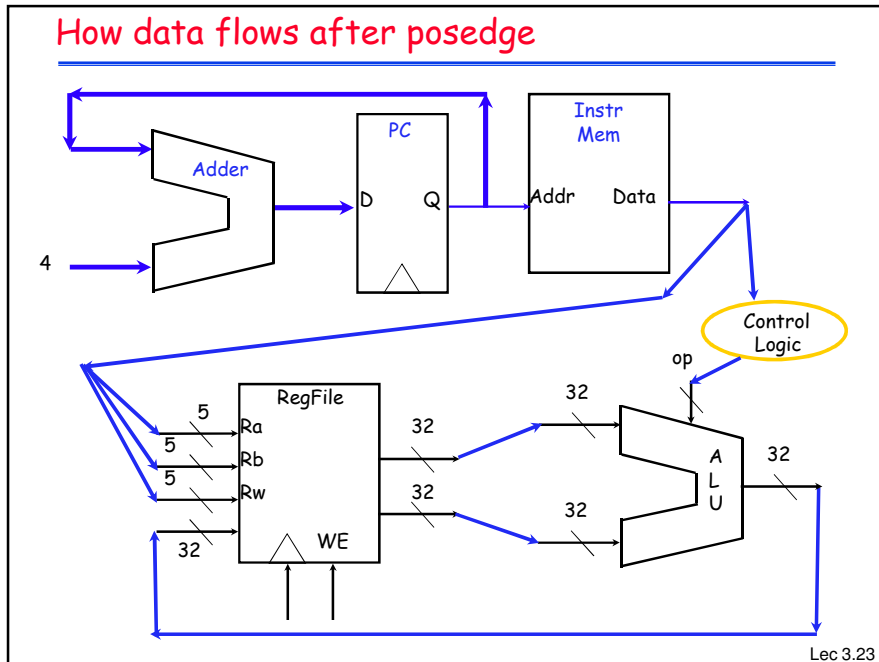 How data flows after posedge
Instr
Mem
PC
Adder
D
Q
Addr
Data
4
Control
Logic
op
RegFile
5
Ra
5
Rb
5
Rw
32
WE
32
32
32
32
A
L
U
32
Lec 3.23